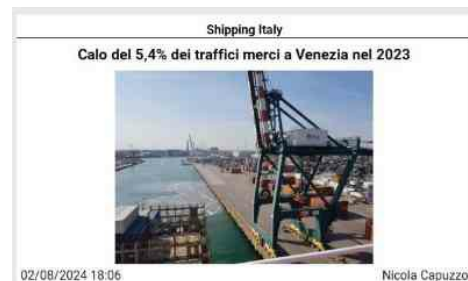 Shipping Italy
Calo del 5,4% dei traffici merci a Venezia nel 2023
02/08/2024 18:06
Nicola Capuzzo